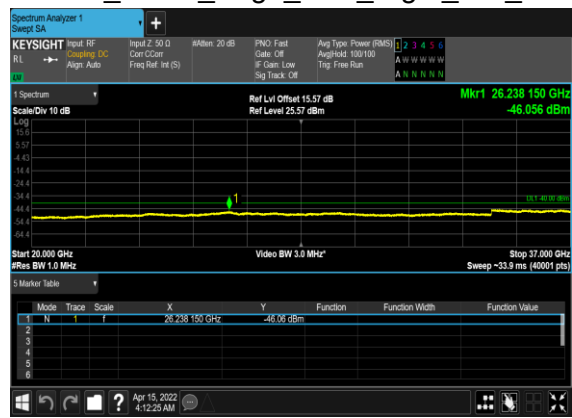 Spectrum Analyzer 1
Swept SA
+
KEYSIGHT Input: RF Input Z: 50 Ω #Atten: 20 dB PNO: Fast Avg Type: Power (RMS) 1 2 3 4 5 6
RL Coupling: DC Corr CCorr Gate: Off Avg|Hold: 100/100 A W W W W W
Align: Auto Freq Ref: Int (S) IF Gain: Low Trig: Free Run
Sig Track: Off A N N N N N
1 Spectrum Ref Lvl Offset 15.57 dB Mkr1 26.238 150 GHz
Scale/Div 10 dB Ref Level 25.57 dBm -46.056 dBm
Log
15.6
5.57
-4.43
-14.4
-24.4
-34.4 1 DL1 -40.00 dBm
-44.4
-54.4
-64.4
Start 20.000 GHz Video BW 3.0 MHz* Stop 37.000 GHz
#Res BW 1.0 MHz Sweep ~33.9 ms (40001 pts)
5 Marker Table
Mode Trace Scale X Y Function Function Width Function Value
1 N 1 f 26.238 150 GHz -46.06 dBm
2
3
4
5
6
? Apr 15, 2022
4:12:25 AM